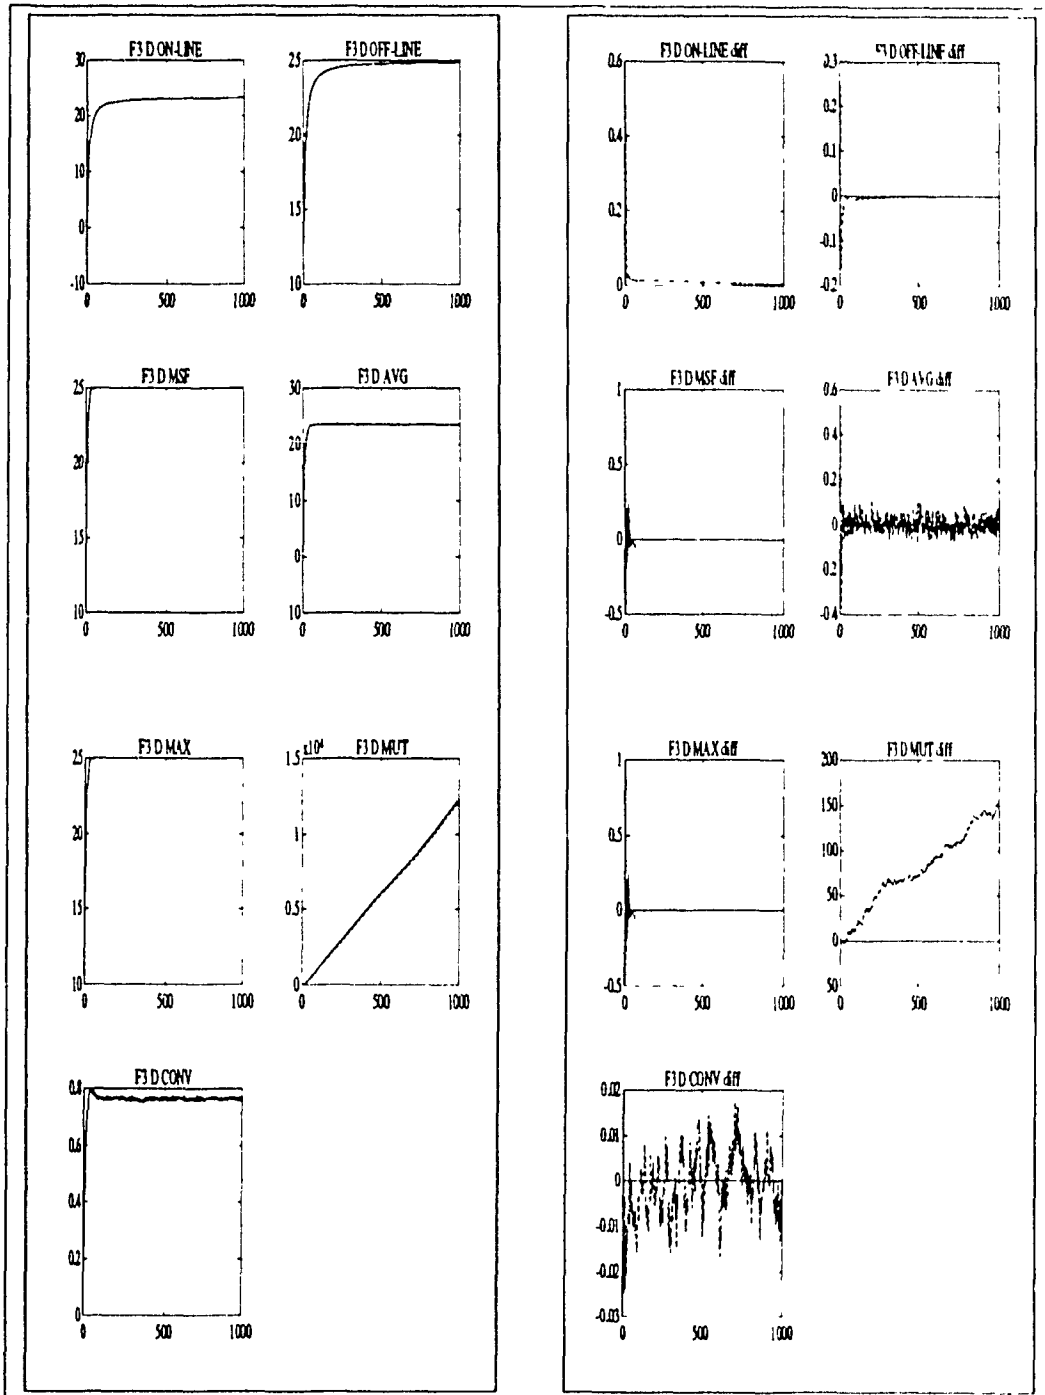 F3 D ON-LINE
30
20
10
0
-10
0 500 1000
F3 D OFF-LINE
25
20
15
10
0 500 1000
F3 D ON-LINE diff
0.6
0.4
0.2
0
0 500 1000
F3 D OFF-LINE diff
0.3
0.2
0.1
0
-0.1
-0.2
0 500 1000
F3 D MSF
25
20
15
10
0 500 1000
F3 D AVG
30
20
10
0
10
0 500 1000
F3 D MSF diff
1
0.5
0
-0.5
0 500 1000
F3 D AVG diff
0.6
0.4
0.2
0
0.2
-0.4
0 500 1000
F3 D MAX
25
20
15
10
0 500 1000
x10^4 F3 D MUT
1.5
1
0.5
0
0 500 1000
F3 D MAX diff
1
0.5
0
-0.5
0 500 1000
F3 D MUT diff
200
150
100
50
0
50
0 500 1000
F3 D CONV
0.8
0.6
0.4
0.2
0
0 500 1000
F3 D CONV diff
0.02
0.01
0
-0.01
-0.02
-0.03
0 500 1000